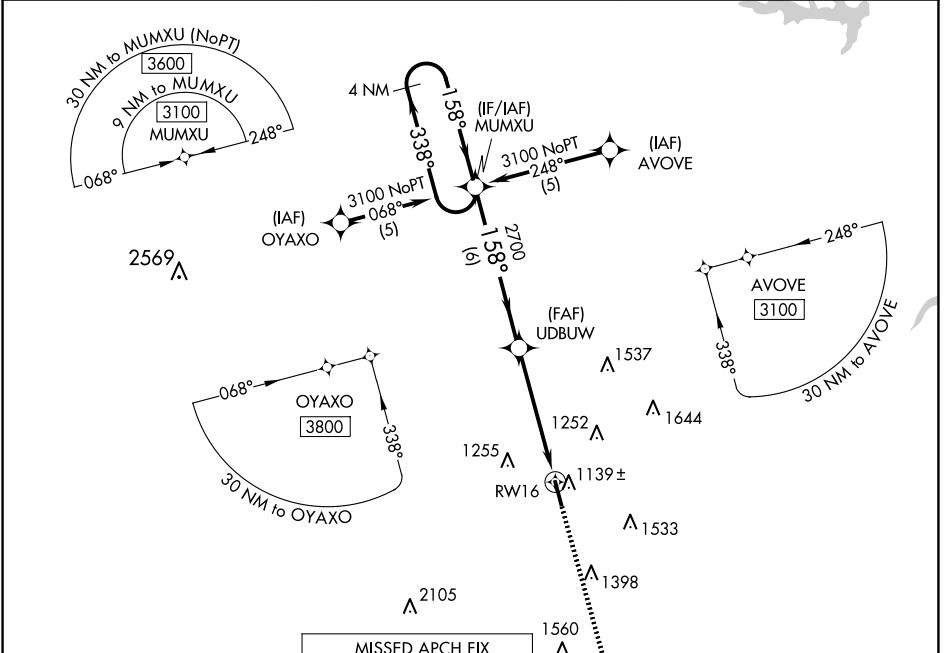 30 NM to MUMXU (NoPT)
3600
9 NM to MUMXU
3100
MUMXU
068°
248°
4 NM
158°
338°
(IF/IAF)
MUMXU
3100 NoPT
248°
(5)
(IAF)
AVOVE
3100 NoPT
068°
(5)
(IAF)
OYAXO
2700
158°
(6)
2569
248°
AVOVE
3100
338°
30 NM to AVOVE
(FAF)
UDBUW
1537
068°
OYAXO
3800
338°
30 NM to OYAXO
1644
1252
1255
RW16
1139±
1533
1398
2105
1560
MISSED APCH FIX